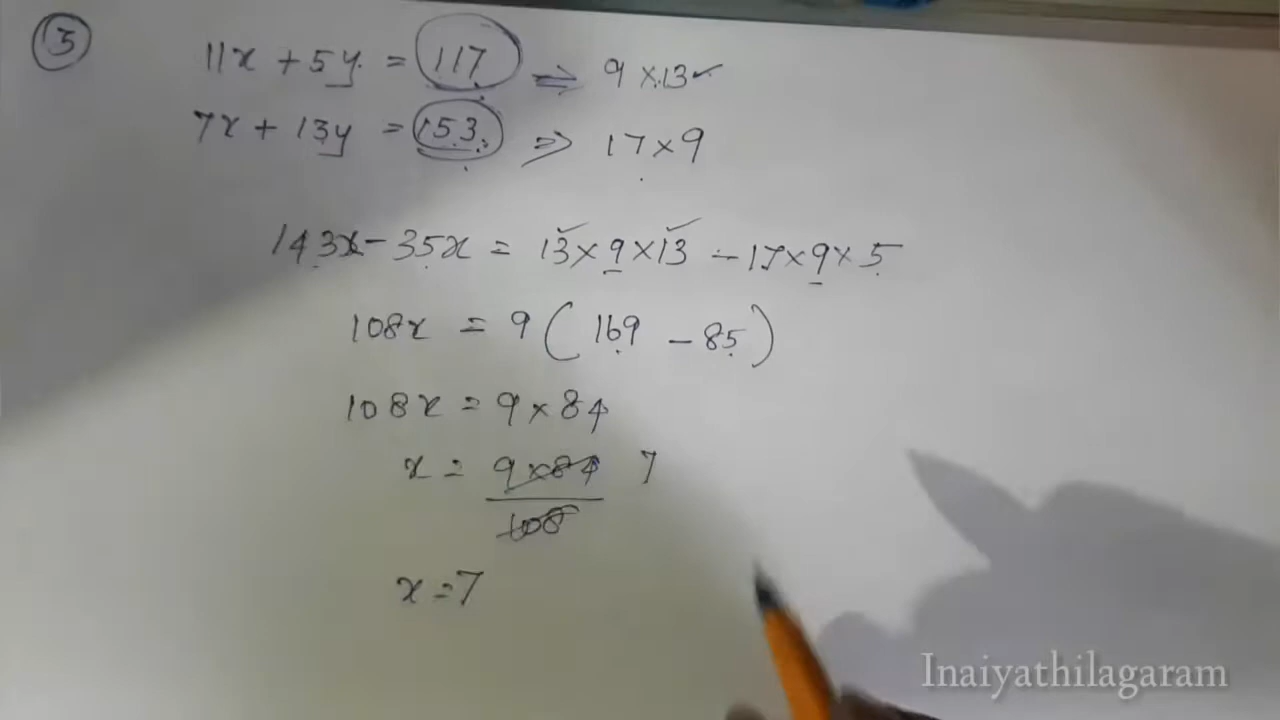 3
11x + 5y = 117 ⇒ 9 × 13 ✓
7x + 13y = 153 ⇒ 17 × 9
143x - 35x = 13 × 9 × 13 - 17 × 9 × 5
108x = 9 ( 169 - 85 )
108x = 9 × 84
x = 9 × 84 7
108
x = 7
Inaiyathilagaram